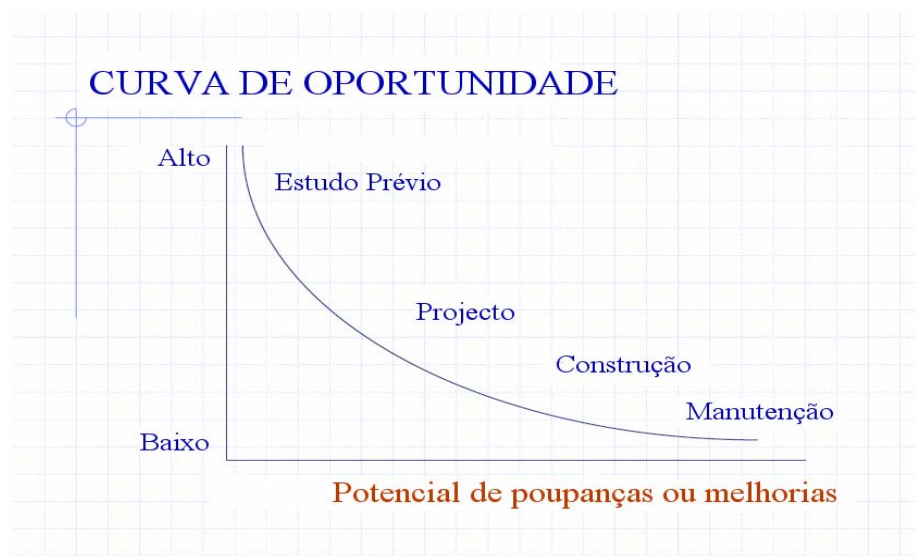 CURVA DE OPORTUNIDADE
Alto
Estudo Prévio
Projecto
Construção
Manutenção
Baixo
Potencial de poupanças ou melhorias